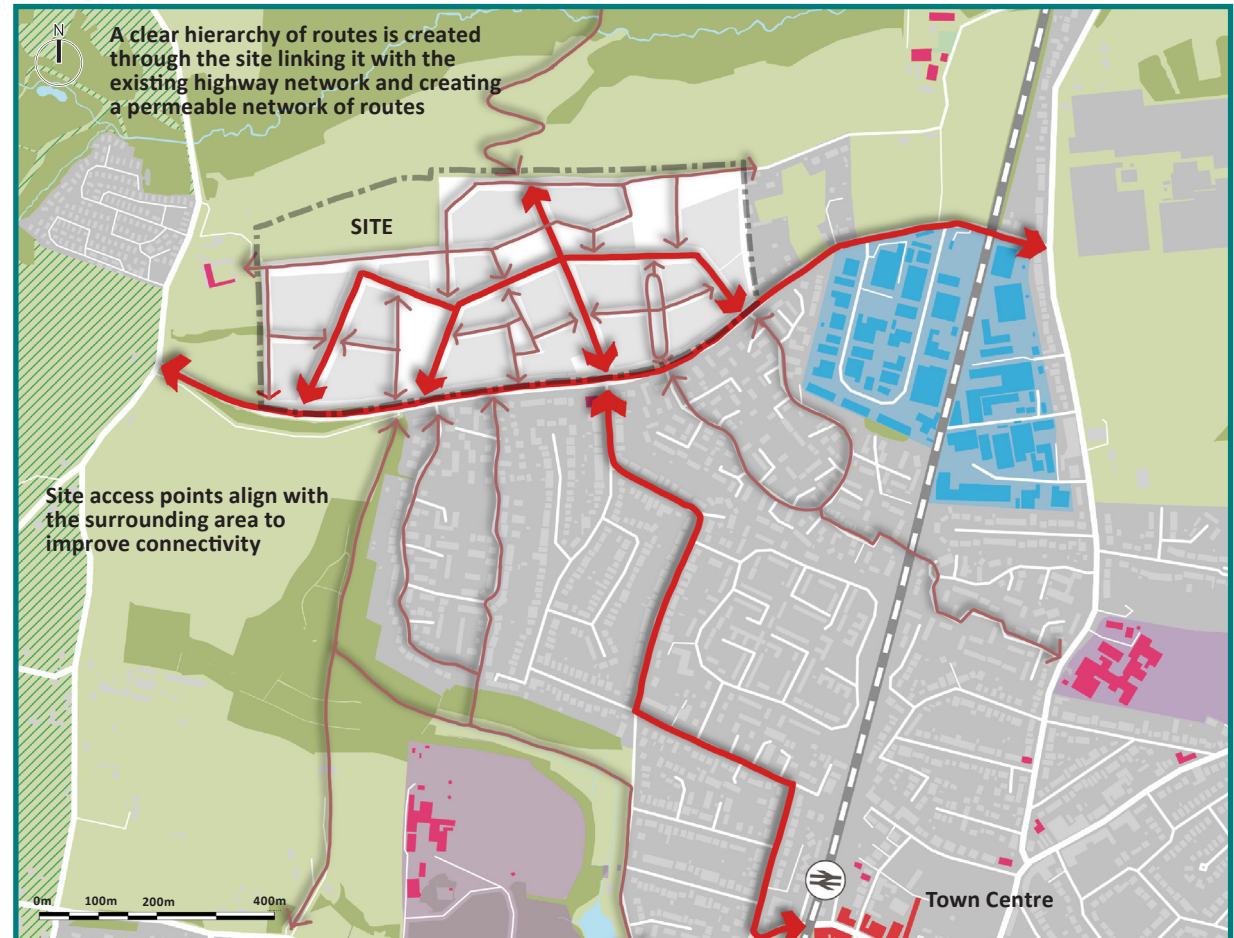 N
A clear hierarchy of routes is created
through the site linking it with the
existing highway network and creating
a permeable network of routes
SITE
Site access points align with
the surrounding area to
improve connectivity
0m 100m 200m 400m
Town Centre